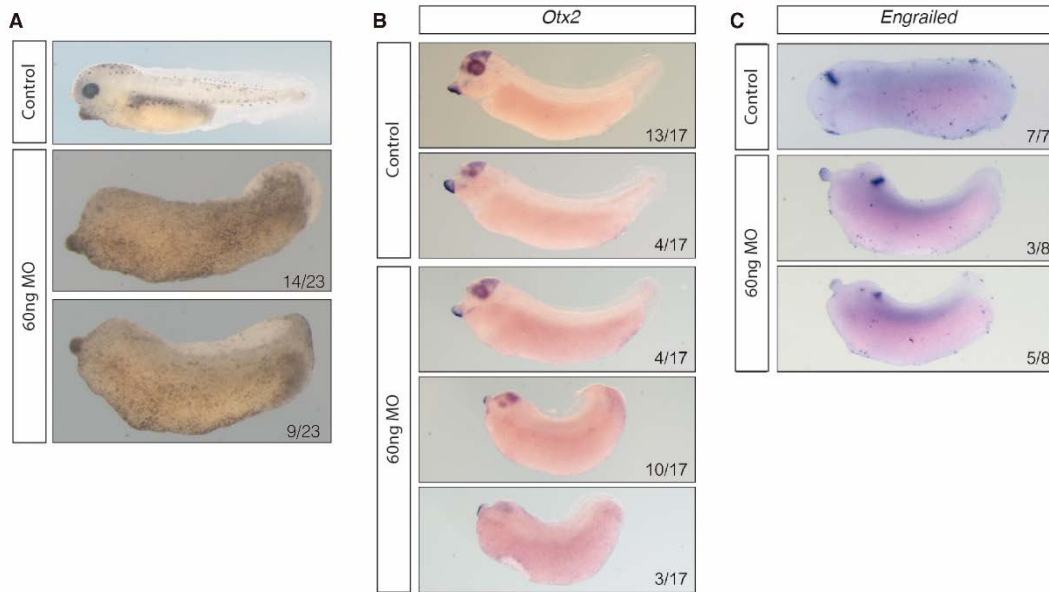 A
Control
60ng MO
14/23
9/23
B
Otx2
Control
13/17
4/17
60ng MO
4/17
10/17
3/17
C
Engrailed
Control
7/7
60ng MO
3/8
5/8